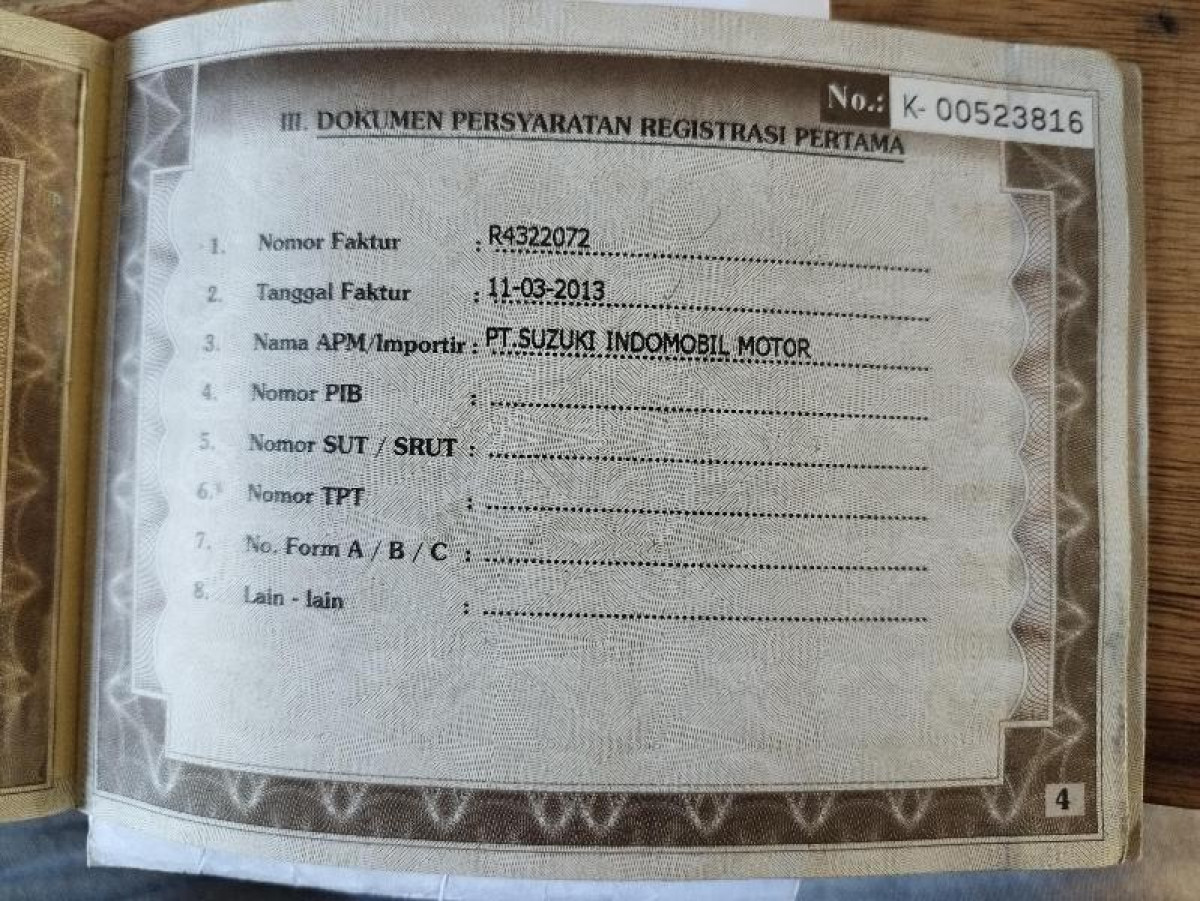 No.: K- 00523816
III. DOKUMEN PERSYARATAN REGISTRASI PERTAMA
1. Nomor Faktur : R4322072
2. Tanggal Faktur : 11-03-2013
3. Nama APM/Importir : PT.SUZUKI INDOMOBIL MOTOR
4. Nomor PIB :
5. Nomor SUT / SRUT :
6. Nomor TPT :
7. No. Form A / B / C :
8. Lain - lain :
4